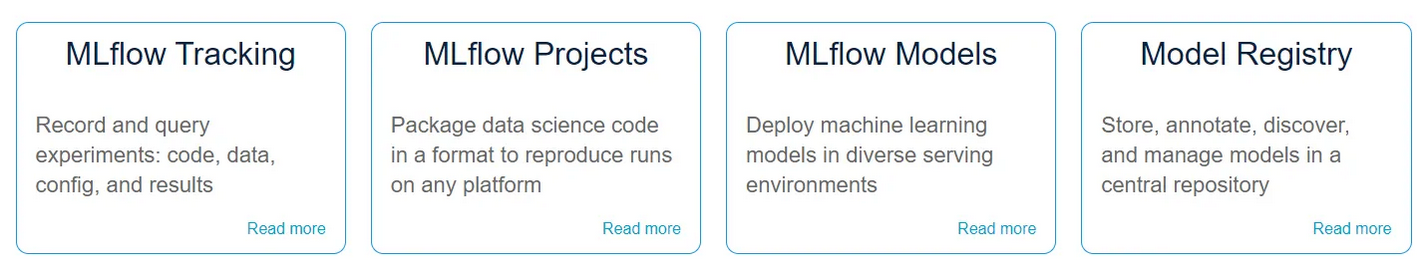 MLflow Tracking
Record and query
experiments: code, data,
config, and results
Read more
MLflow Projects
Package data science code
in a format to reproduce runs
on any platform
Read more
MLflow Models
Deploy machine learning
models in diverse serving
environments
Read more
Model Registry
Store, annotate, discover,
and manage models in a
central repository
Read more